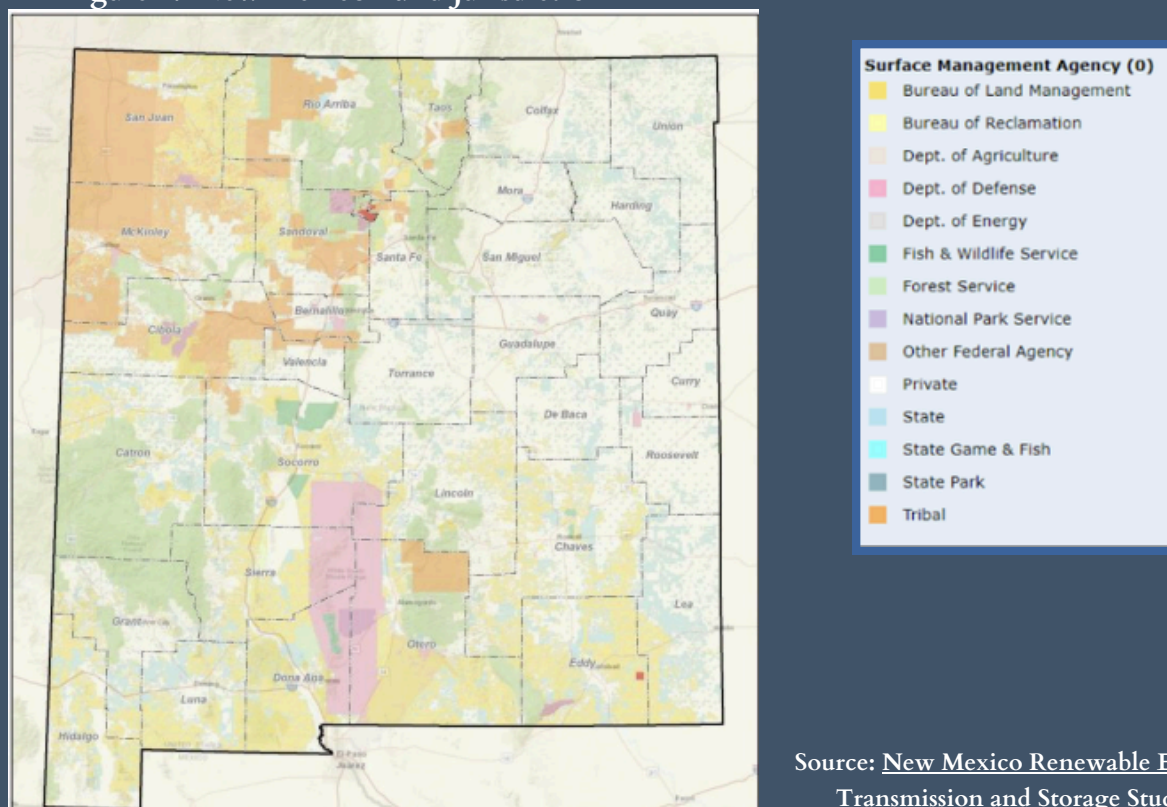 San Juan
Rio Arriba
Taos
Colfax
Union
Mora
Harding
McKinley
Sandoval
Santa Fe
San Miguel
Cibola
Bernalillo
Quay
Guadalupe
Valencia
Torrance
Curry
De Baca
Catron
Socorro
Roosevelt
Lincoln
Chaves
Sierra
Grant
Lea
Otero
Eddy
Dona Ana
Luna
Hidalgo
El Paso
Juarez
Surface Management Agency (0)
Bureau of Land Management
Bureau of Reclamation
Dept. of Agriculture
Dept. of Defense
Dept. of Energy
Fish & Wildlife Service
Forest Service
National Park Service
Other Federal Agency
Private
State
State Game & Fish
State Park
Tribal
Source: New Mexico Renewable E
Transmission and Storage Stud